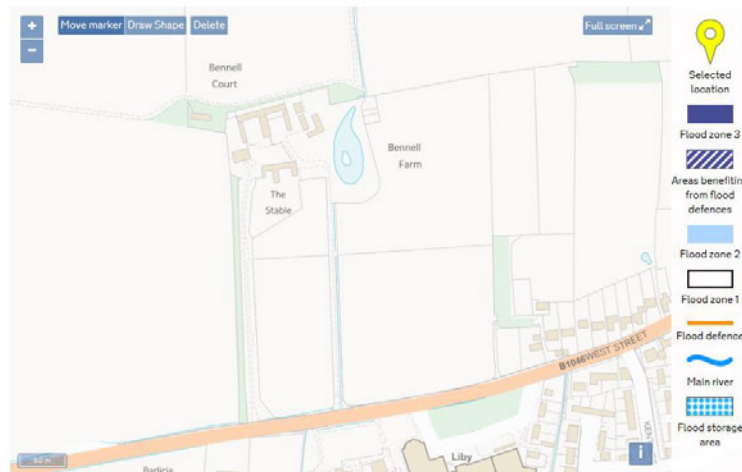 +
−
Move marker
Draw Shape
Delete
Full screen
Bennell
Court
Bennell
Farm
The
Stable
B1046 WEST STREET
KEN
50 m
Liby
i
Selected
location
Flood zone 3
Areas benefitin
from flood
defences
Flood zone 2
Flood zone 1
Flood defence
Main river
Flood storage
area